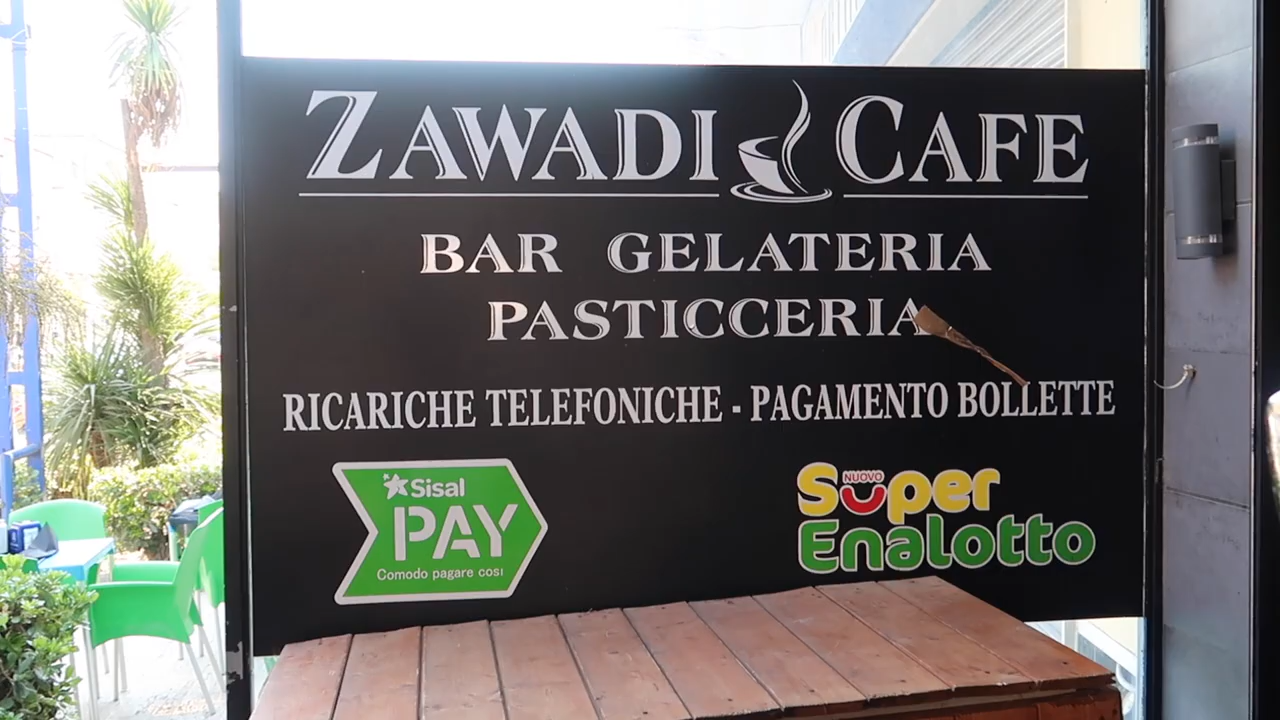 ZAWADI CAFE
BAR GELATERIA
PASTICCERIA
RICARICHE TELEFONICHE - PAGAMENTO BOLLETTE
Sisal
PAY
Comodo pagare così
NUOVO
Super
Enalotto